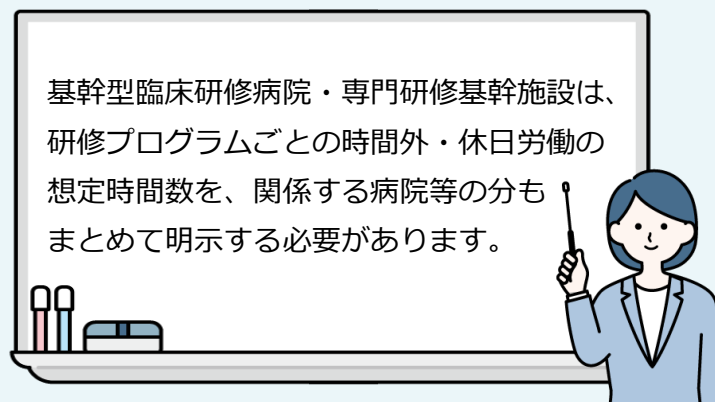 基幹型臨床研修病院・専門研修基幹施設は、
研修プログラムごとの時間外・休日労働の
想定時間数を、関係する病院等の分も
まとめて明示する必要があります。